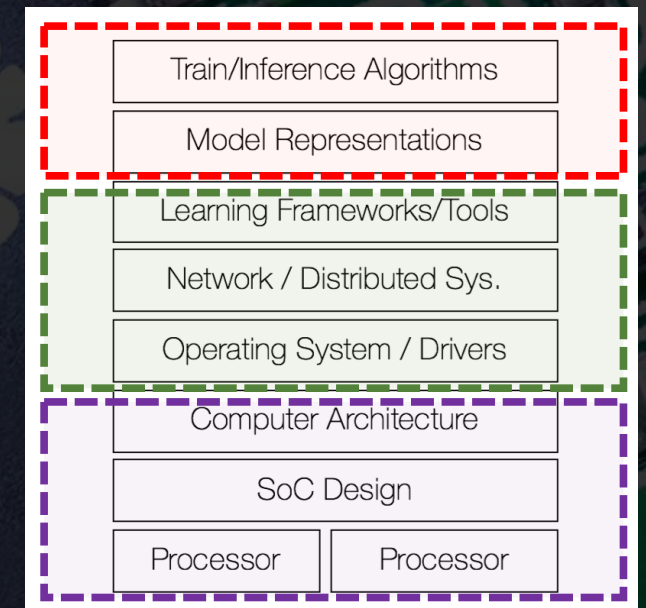 Train/Inference Algorithms
Model Representations
Learning Frameworks/Tools
Network / Distributed Sys.
Operating System / Drivers
Computer Architecture
SoC Design
Processor Processor